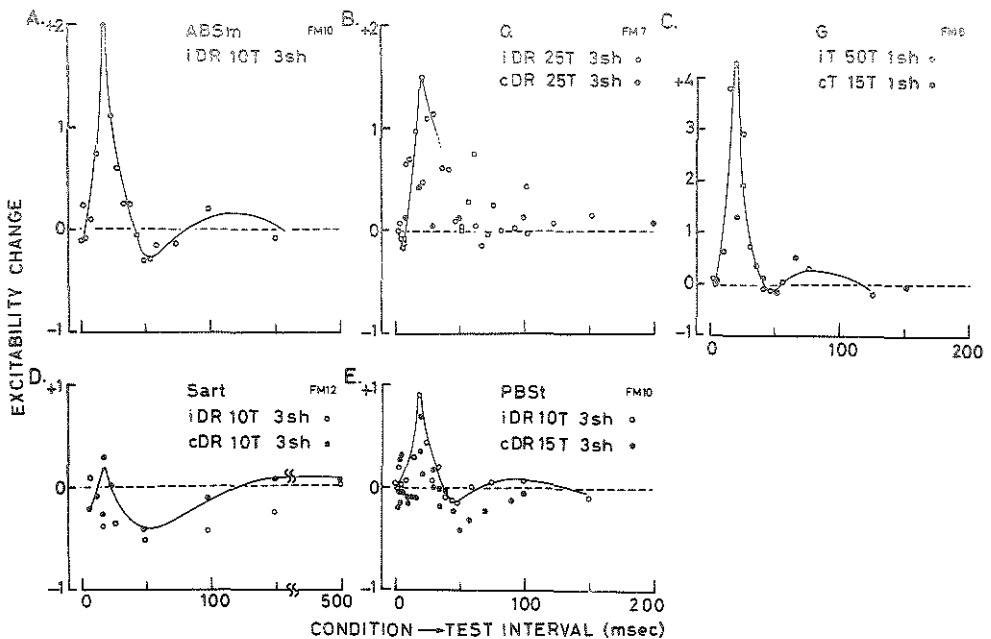 A. ABSm FM10
iDR 10T 3sh
+2
1
0
-1
B. Q FM7
iDR 25T 3sh o
cDR 25T 3sh o
+2
1
0
-1
C. G FM8
iT 50T 1sh o
cT 15T 1sh
+4
3
2
1
0
-1
0 100 200
EXCITABILITY CHANGE
D. Sart FM12
iDR 10T 3sh o
cDR 10T 3sh
+1
0
-1
0 100 500
E. PBSt FM10
iDR 10T 3sh o
cDR 15T 3sh
+1
0
-1
0 100 200
CONDITION → TEST INTERVAL (msec)